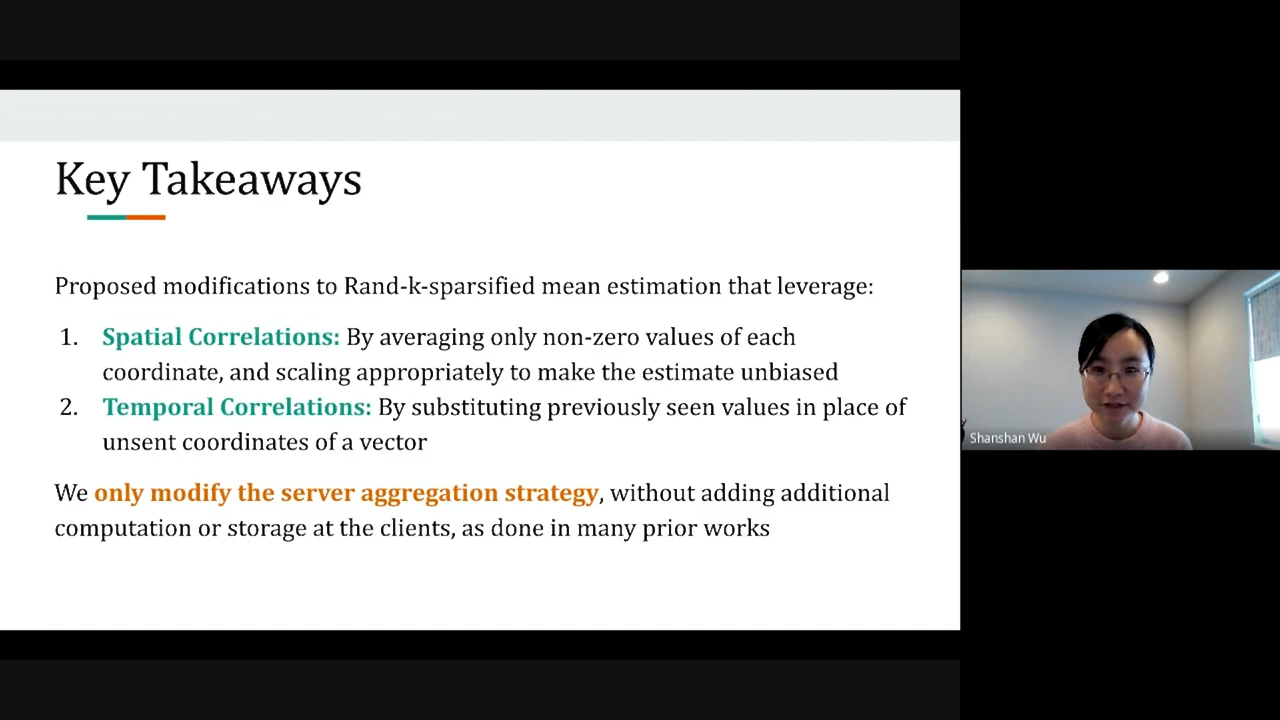 Key Takeaways
Proposed modifications to Rand-k-sparsified mean estimation that leverage:
1. Spatial Correlations: By averaging only non-zero values of each
coordinate, and scaling appropriately to make the estimate unbiased
2. Temporal Correlations: By substituting previously seen values in place of
unsent coordinates of a vector
We only modify the server aggregation strategy, without adding additional
computation or storage at the clients, as done in many prior works
Shanshan Wu